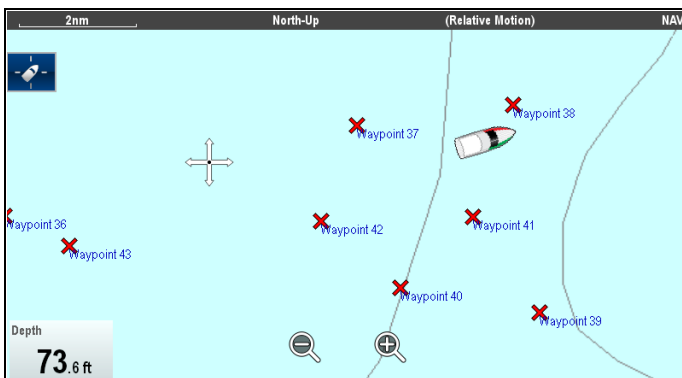 2nm North-Up (Relative Motion) NAV
Waypoint 38
Waypoint 37
Waypoint 36
Waypoint 42
Waypoint 41
Waypoint 43
Waypoint 40
Waypoint 39
Depth
73.6 ft